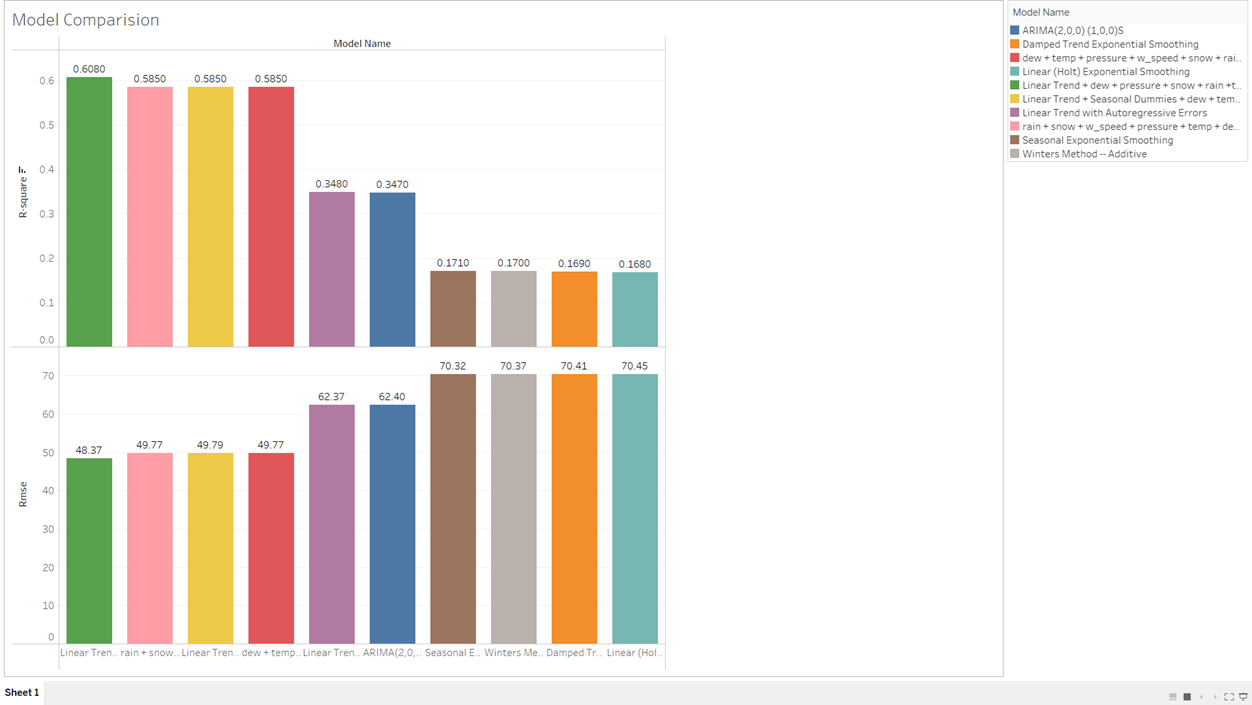 Model Comparision
Model Name
0.6080 0.5850 0.5850 0.5850 0.3480 0.3470 0.1710 0.1700 0.1690 0.1680
R-square
0.6
0.5
0.4
0.3
0.2
0.1
0.0
48.37 49.77 49.79 49.77 62.37 62.40 70.32 70.37 70.41 70.45
Rmse
70
60
50
40
30
20
10
0
Linear Tren.. rain + snow.. Linear Tren.. dew + temp.. Linear Tren.. ARIMA(2,0,.. Seasonal E.. Winters Me.. Damped Tr.. Linear (Hol..
Model Name
ARIMA(2,0,0) (1,0,0)S
Damped Trend Exponential Smoothing
dew + temp + pressure + w_speed + snow + rai..
Linear (Holt) Exponential Smoothing
Linear Trend + dew + pressure + snow + rain +t..
Linear Trend + Seasonal Dummies + dew + tem..
Linear Trend with Autoregressive Errors
rain + snow + w_speed + pressure + temp + de..
Seasonal Exponential Smoothing
Winters Method -- Additive
Sheet 1